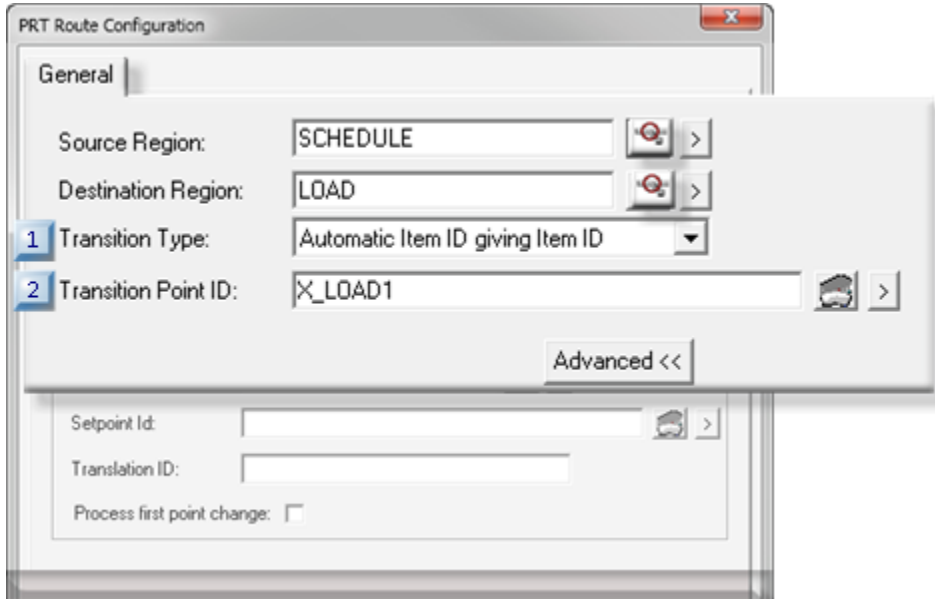 PRT Route Configuration
General
Source Region: SCHEDULE >
Destination Region: LOAD >
1 Transition Type: Automatic Item ID giving Item ID
2 Transition Point ID: X_LOAD1 >
Advanced <<
Setpoint Id: >
Translation ID:
Process first point change: